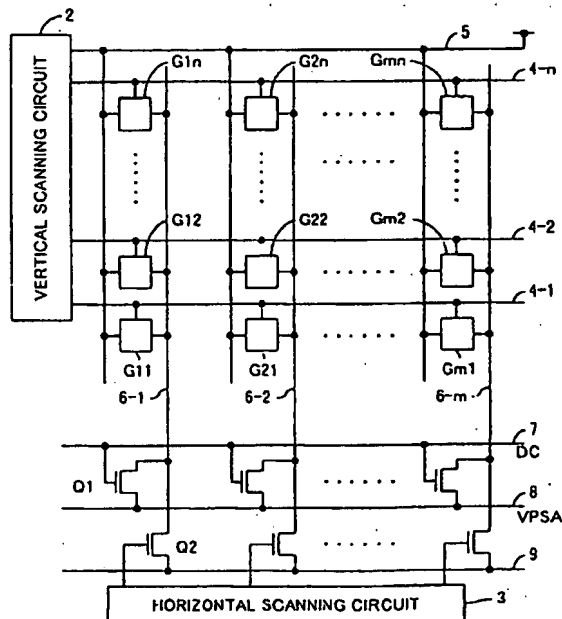 2
5
G1n
G2n
Gmn
4-n
VERTICAL SCANNING CIRCUIT
G12
G22
Gm2
4-2
4-1
G11
G21
Gm1
6-1
6-2
6-m
7
DC
Q1
8
VPSA
Q2
9
HORIZONTAL SCANNING CIRCUIT
3